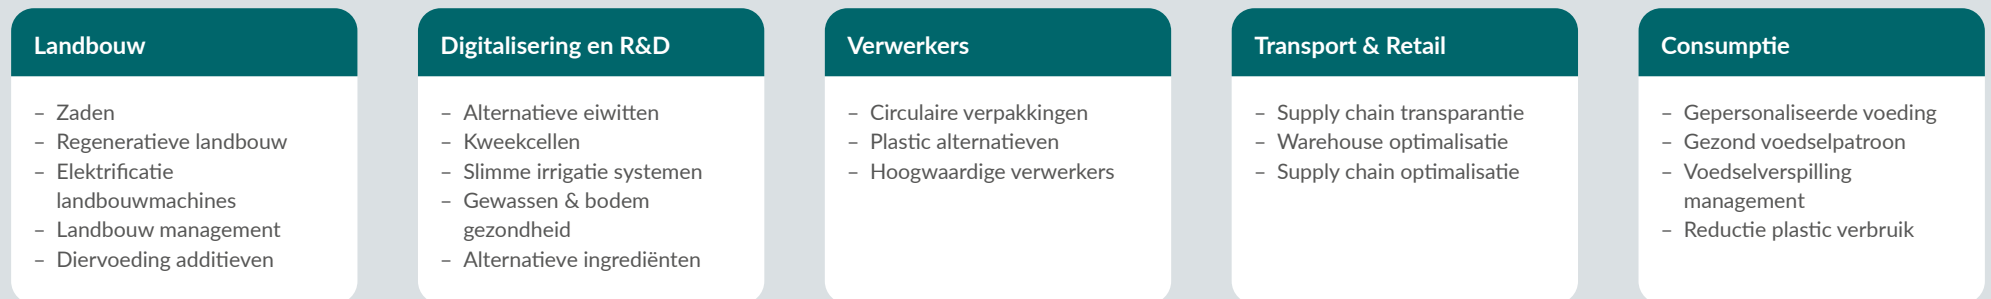 Landbouw
– Zaden
– Regeneratieve landbouw
– Elektrificatie
landbouwmachines
– Landbouw management
– Diervoeding additieven
Digitalisering en R&D
– Alternatieve eiwitten
– Kweekcellen
– Slimme irrigatie systemen
– Gewassen & bodem
gezondheid
– Alternatieve ingrediënten
Verwerkers
– Circulaire verpakkingen
– Plastic alternatieven
– Hoogwaardige verwerkers
Transport & Retail
– Supply chain transparantie
– Warehouse optimalisatie
– Supply chain optimalisatie
Consumptie
– Gepersonaliseerde voeding
– Gezond voedselpatroon
– Voedselverspilling
management
– Reductie plastic verbruik